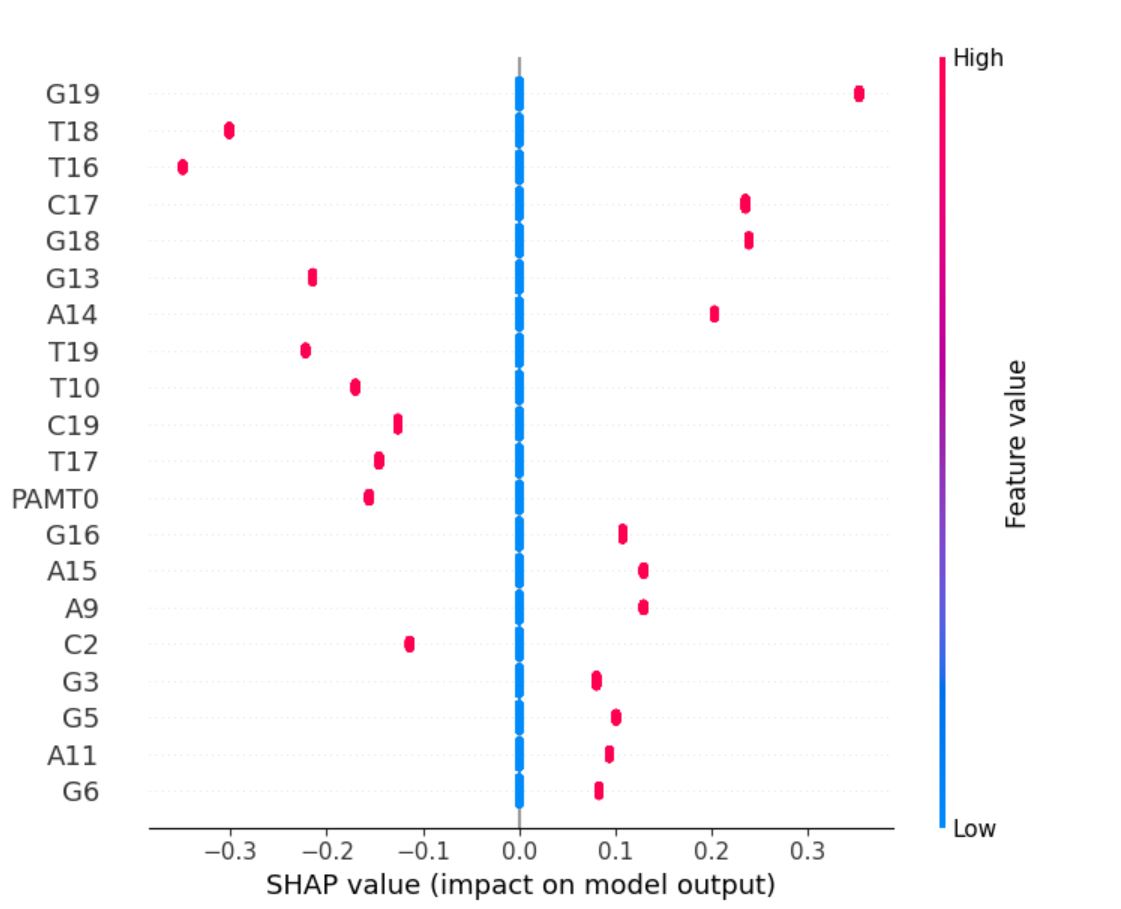 High
G19
T18
T16
C17
G18
G13
A14
T19
T10
C19
T17
PAMT0
G16
A15
A9
C2
G3
G5
A11
G6
Feature value
Low
−0.3 −0.2 −0.1 0.0 0.1 0.2 0.3
SHAP value (impact on model output)